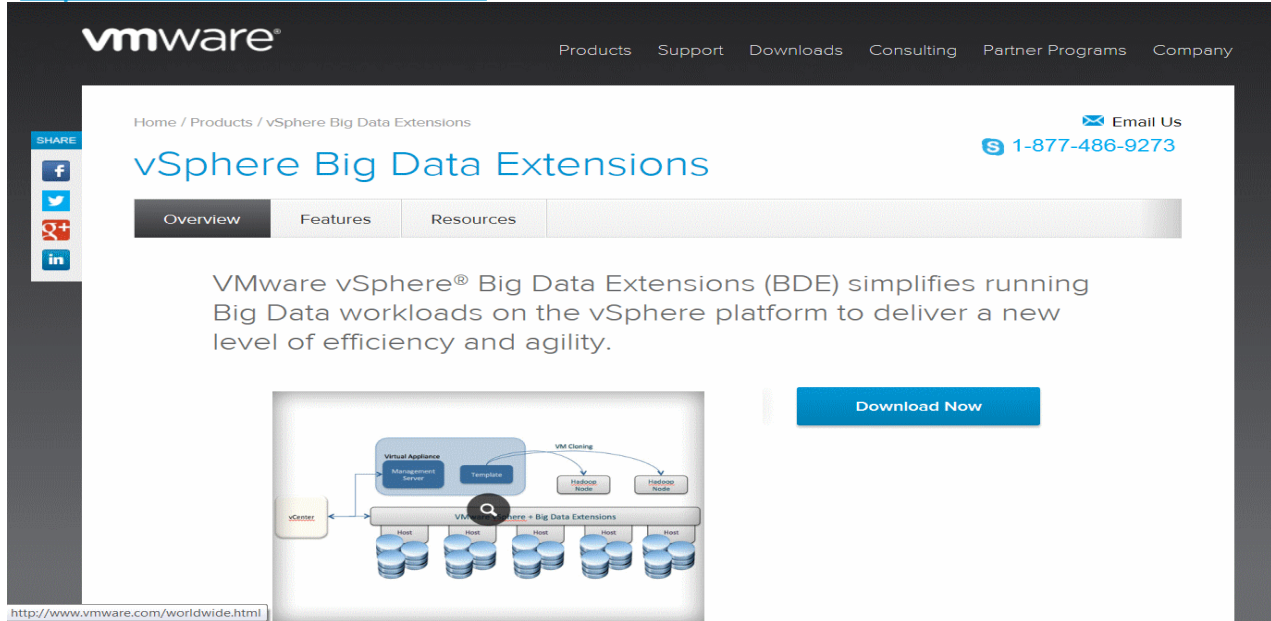 vmware®
Products Support Downloads Consulting Partner Programs Company
Home / Products / vSphere Big Data Extensions
Email Us
1-877-486-9273
SHARE
vSphere Big Data Extensions
Overview Features Resources
VMware vSphere® Big Data Extensions (BDE) simplifies running
Big Data workloads on the vSphere platform to deliver a new
level of efficiency and agility.
Download Now
VM Cloning
Virtual Appliance
Management
Server
Template
Hadoop
Node
Hadoop
Node
vCenter
+ Big Data Extensions
Host Host Host Host Host
http://www.vmware.com/worldwide.html